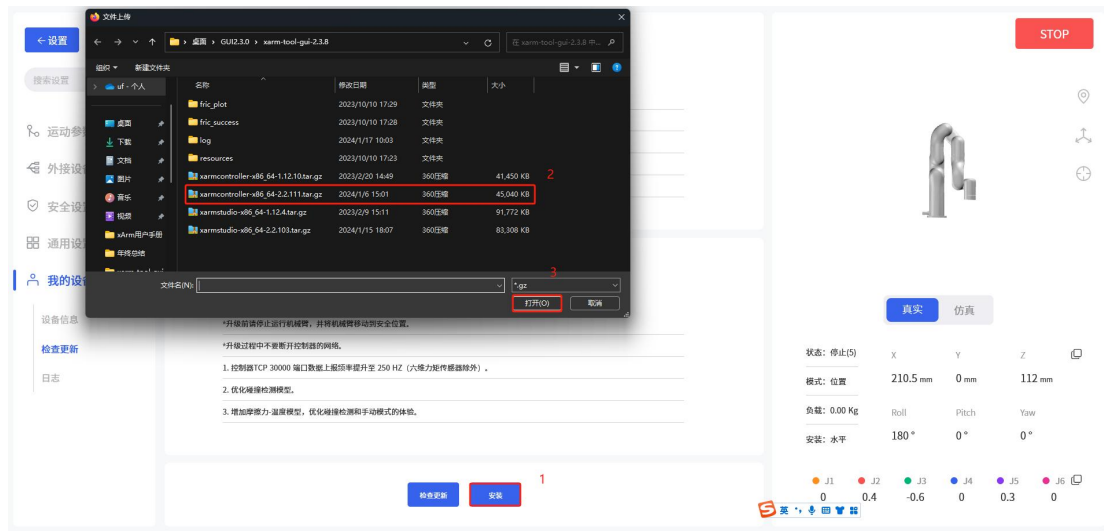 文件上传
← 设置
桌面 › GUI2.3.0 › xarm-tool-gui-2.3.8
在 xarm-tool-gui-2.3.8 中...
STOP
组织 新建文件夹
搜索设置
uf - 个人
名称 修改日期 类型 大小
fric_plot 2023/10/10 17:29 文件夹
桌面
fric_success 2023/10/10 17:28 文件夹
下载
log 2024/1/17 10:03 文件夹
文档
resources 2023/10/10 17:23 文件夹
图片
xarmcontroller-x86_64-1.12.10.tar.gz 2023/2/20 14:49 360压缩 41,450 KB
2
音乐
xarmcontroller-x86_64-2.2.111.tar.gz 2024/1/6 15:01 360压缩 45,040 KB
视频
xarmstudio-x86_64-1.12.4.tar.gz 2023/2/9 15:11 360压缩 91,772 KB
xArm用户手册
xarmstudio-x86_64-2.2.103.tar.gz 2024/1/15 18:07 360压缩 83,308 KB
年终总结
运动参
外接设
安全设
通用设
我的设
3
文件名(N): *.gz
打开(O) 取消
设备信息
检查更新
日志
*升级前请停止运行机械臂，并将机械臂移动到安全位置。
*升级过程中不要断开控制器的网络。
1. 控制器TCP 30000 端口数据上报频率提升至 250 HZ（六维力矩传感器除外）。
2. 优化碰撞检测模型。
3. 增加摩擦力-温度模型，优化碰撞检测和手动模式的体验。
检查更新 安装
1
真实 仿真
状态: 停止(5) X Y Z
模式: 位置 210.5 mm 0 mm 112 mm
负载: 0.00 Kg Roll Pitch Yaw
安装: 水平 180 ° 0 ° 0 °
J1 J2 J3 J4 J5 J6
0 0.4 -0.6 0 0.3 0
英